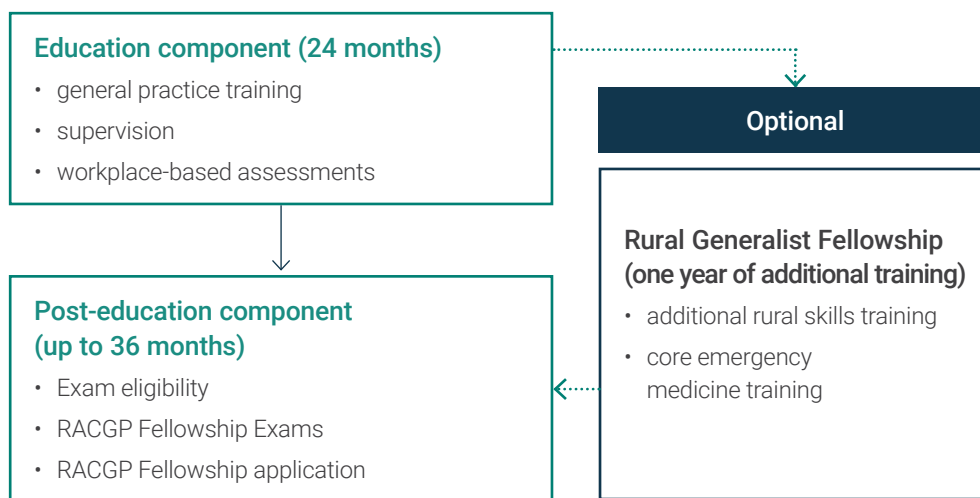 Education component (24 months)
• general practice training
• supervision
• workplace-based assessments
Optional
Rural Generalist Fellowship
(one year of additional training)
• additional rural skills training
• core emergency
medicine training
Post-education component
(up to 36 months)
• Exam eligibility
• RACGP Fellowship Exams
• RACGP Fellowship application